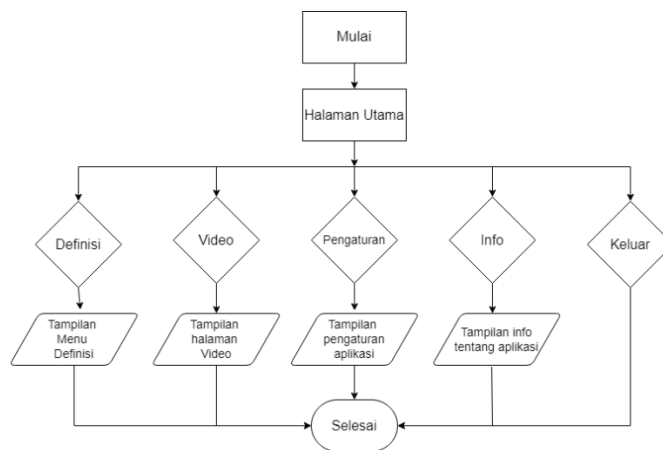 Mulai
Halaman Utama
Definisi
Video
Pengaturan
Info
Keluar
Tampilan
Menu
Definisi
Tampilan
halaman
Video
Tampilan
pengaturan
aplikasi
Tampilan info
tentang aplikasi
Selesai